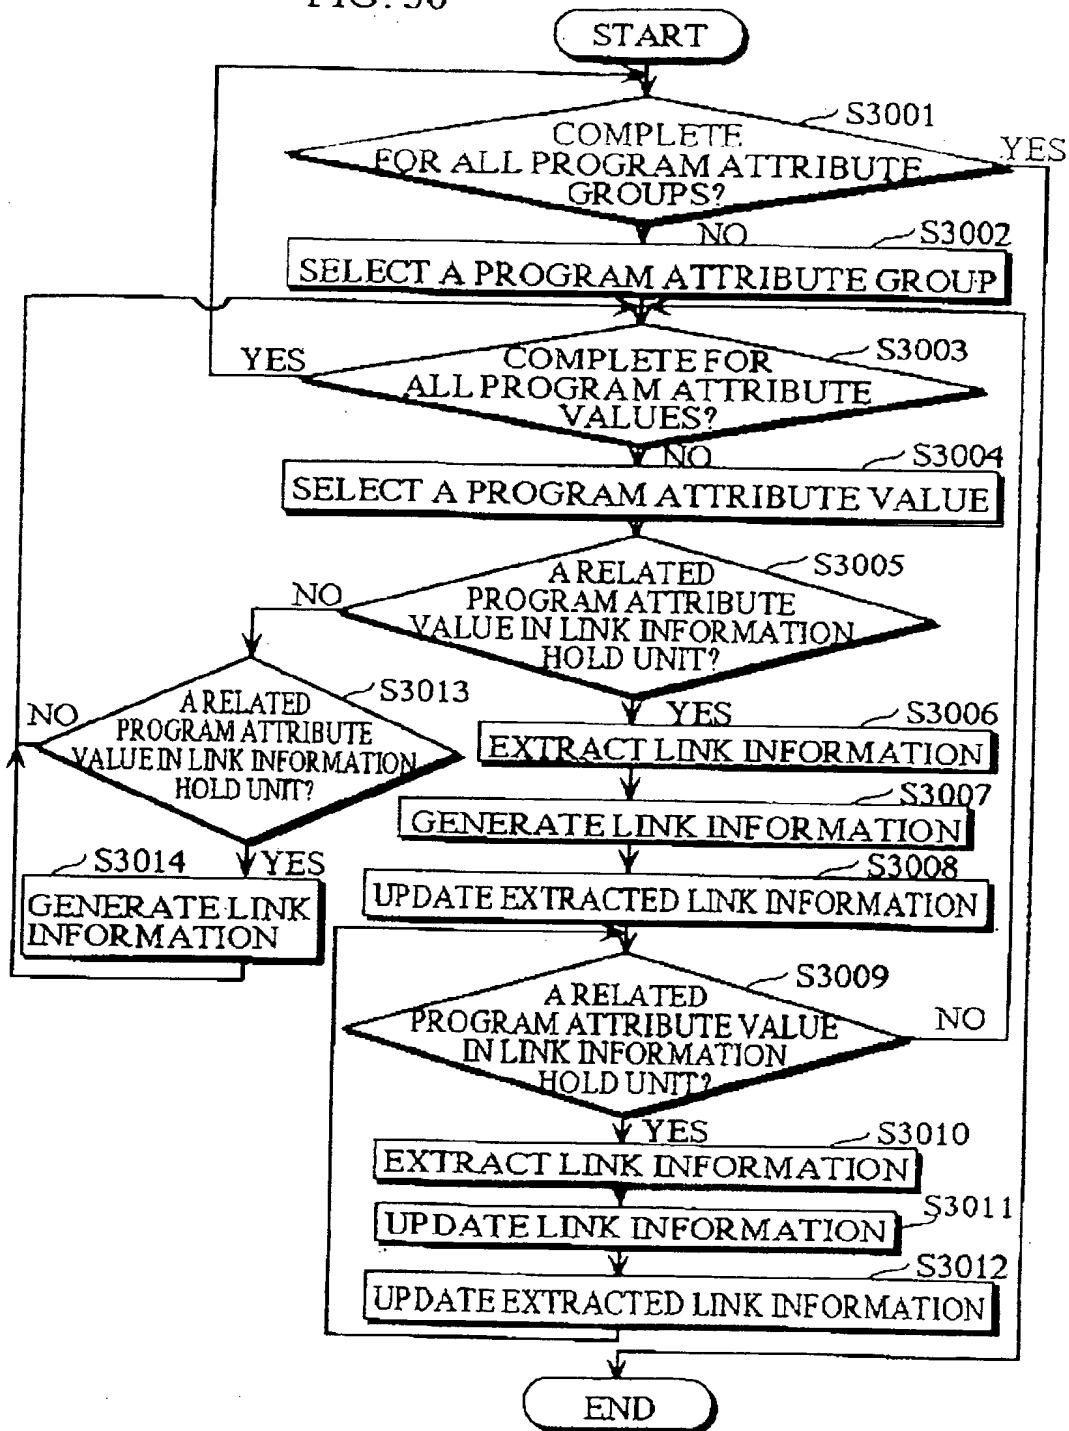 FIG. 30
START
S3001
COMPLETE
FOR ALL PROGRAM ATTRIBUTE
GROUPS?
YES
NO
S3002
SELECT A PROGRAM ATTRIBUTE GROUP
S3003
YES
COMPLETE FOR
ALL PROGRAM ATTRIBUTE
VALUES?
NO
S3004
SELECT A PROGRAM ATTRIBUTE VALUE
S3005
NO
A RELATED
PROGRAM ATTRIBUTE
VALUE IN LINK INFORMATION
HOLD UNIT?
S3013
NO
A RELATED
PROGRAM ATTRIBUTE
VALUE IN LINK INFORMATION
HOLD UNIT?
YES
S3006
EXTRACT LINK INFORMATION
S3007
GENERATE LINK INFORMATION
S3014
YES
GENERATE LINK
INFORMATION
S3008
UPDATE EXTRACTED LINK INFORMATION
S3009
A RELATED
PROGRAM ATTRIBUTE VALUE
IN LINK INFORMATION
HOLD UNIT?
NO
YES
S3010
EXTRACT LINK INFORMATION
S3011
UPDATE LINK INFORMATION
S3012
UPDATE EXTRACTED LINK INFORMATION
END